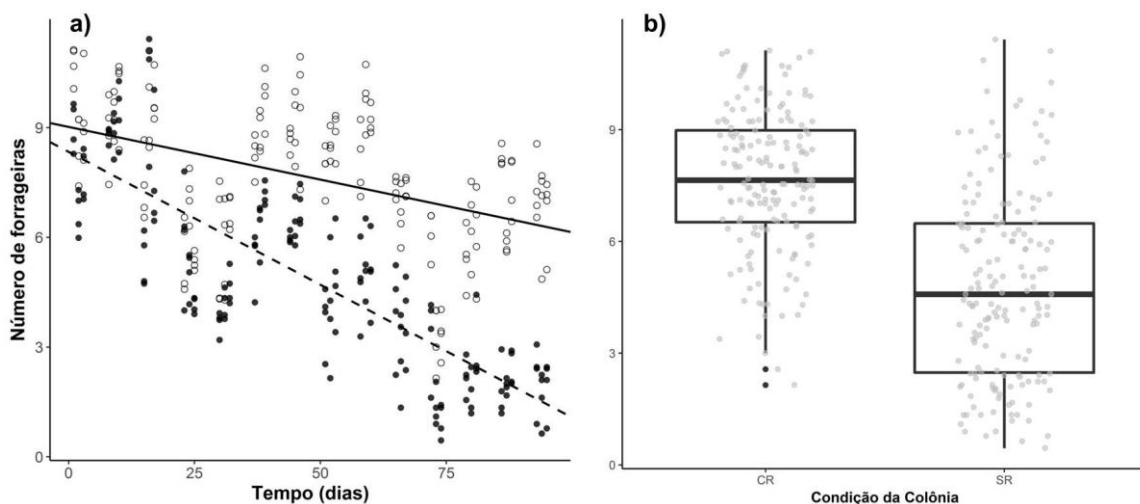 a)
Número de forrageiras
9
6
3
0
0
25
50
75
Tempo (dias)
b)
9
6
3
0
CR
SR
Condição da Colônia